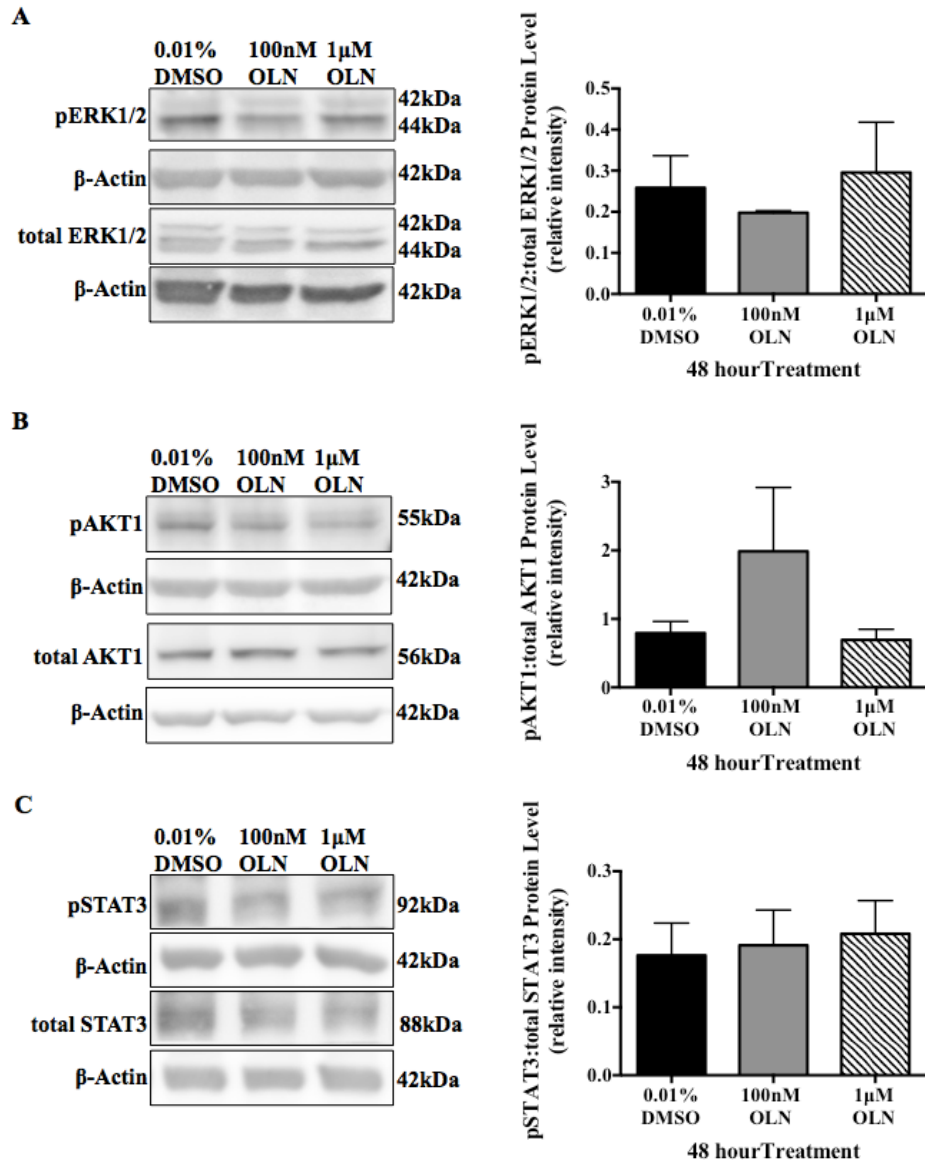 A
0.01% 100nM 1μM
DMSO OLN OLN
pERK1/2
42kDa
44kDa
β-Actin
42kDa
total ERK1/2
42kDa
44kDa
β-Actin
42kDa
pERK1/2:total ERK1/2 Protein Level
(relative intensity)
0.5
0.4
0.3
0.2
0.1
0.0
0.01% 100nM 1μM
DMSO OLN OLN
48 hourTreatment
B
0.01% 100nM 1μM
DMSO OLN OLN
pAKT1
55kDa
β-Actin
42kDa
total AKT1
56kDa
β-Actin
42kDa
pAKT1:total AKT1 Protein Level
(relative intensity)
3
2
1
0
0.01% 100nM 1μM
DMSO OLN OLN
48 hourTreatment
C
0.01% 100nM 1μM
DMSO OLN OLN
pSTAT3
92kDa
β-Actin
42kDa
total STAT3
88kDa
β-Actin
42kDa
pSTAT3:total STAT3 Protein Level
(relative intensity)
0.3
0.2
0.1
0.0
0.01% 100nM 1μM
DMSO OLN OLN
48 hourTreatment